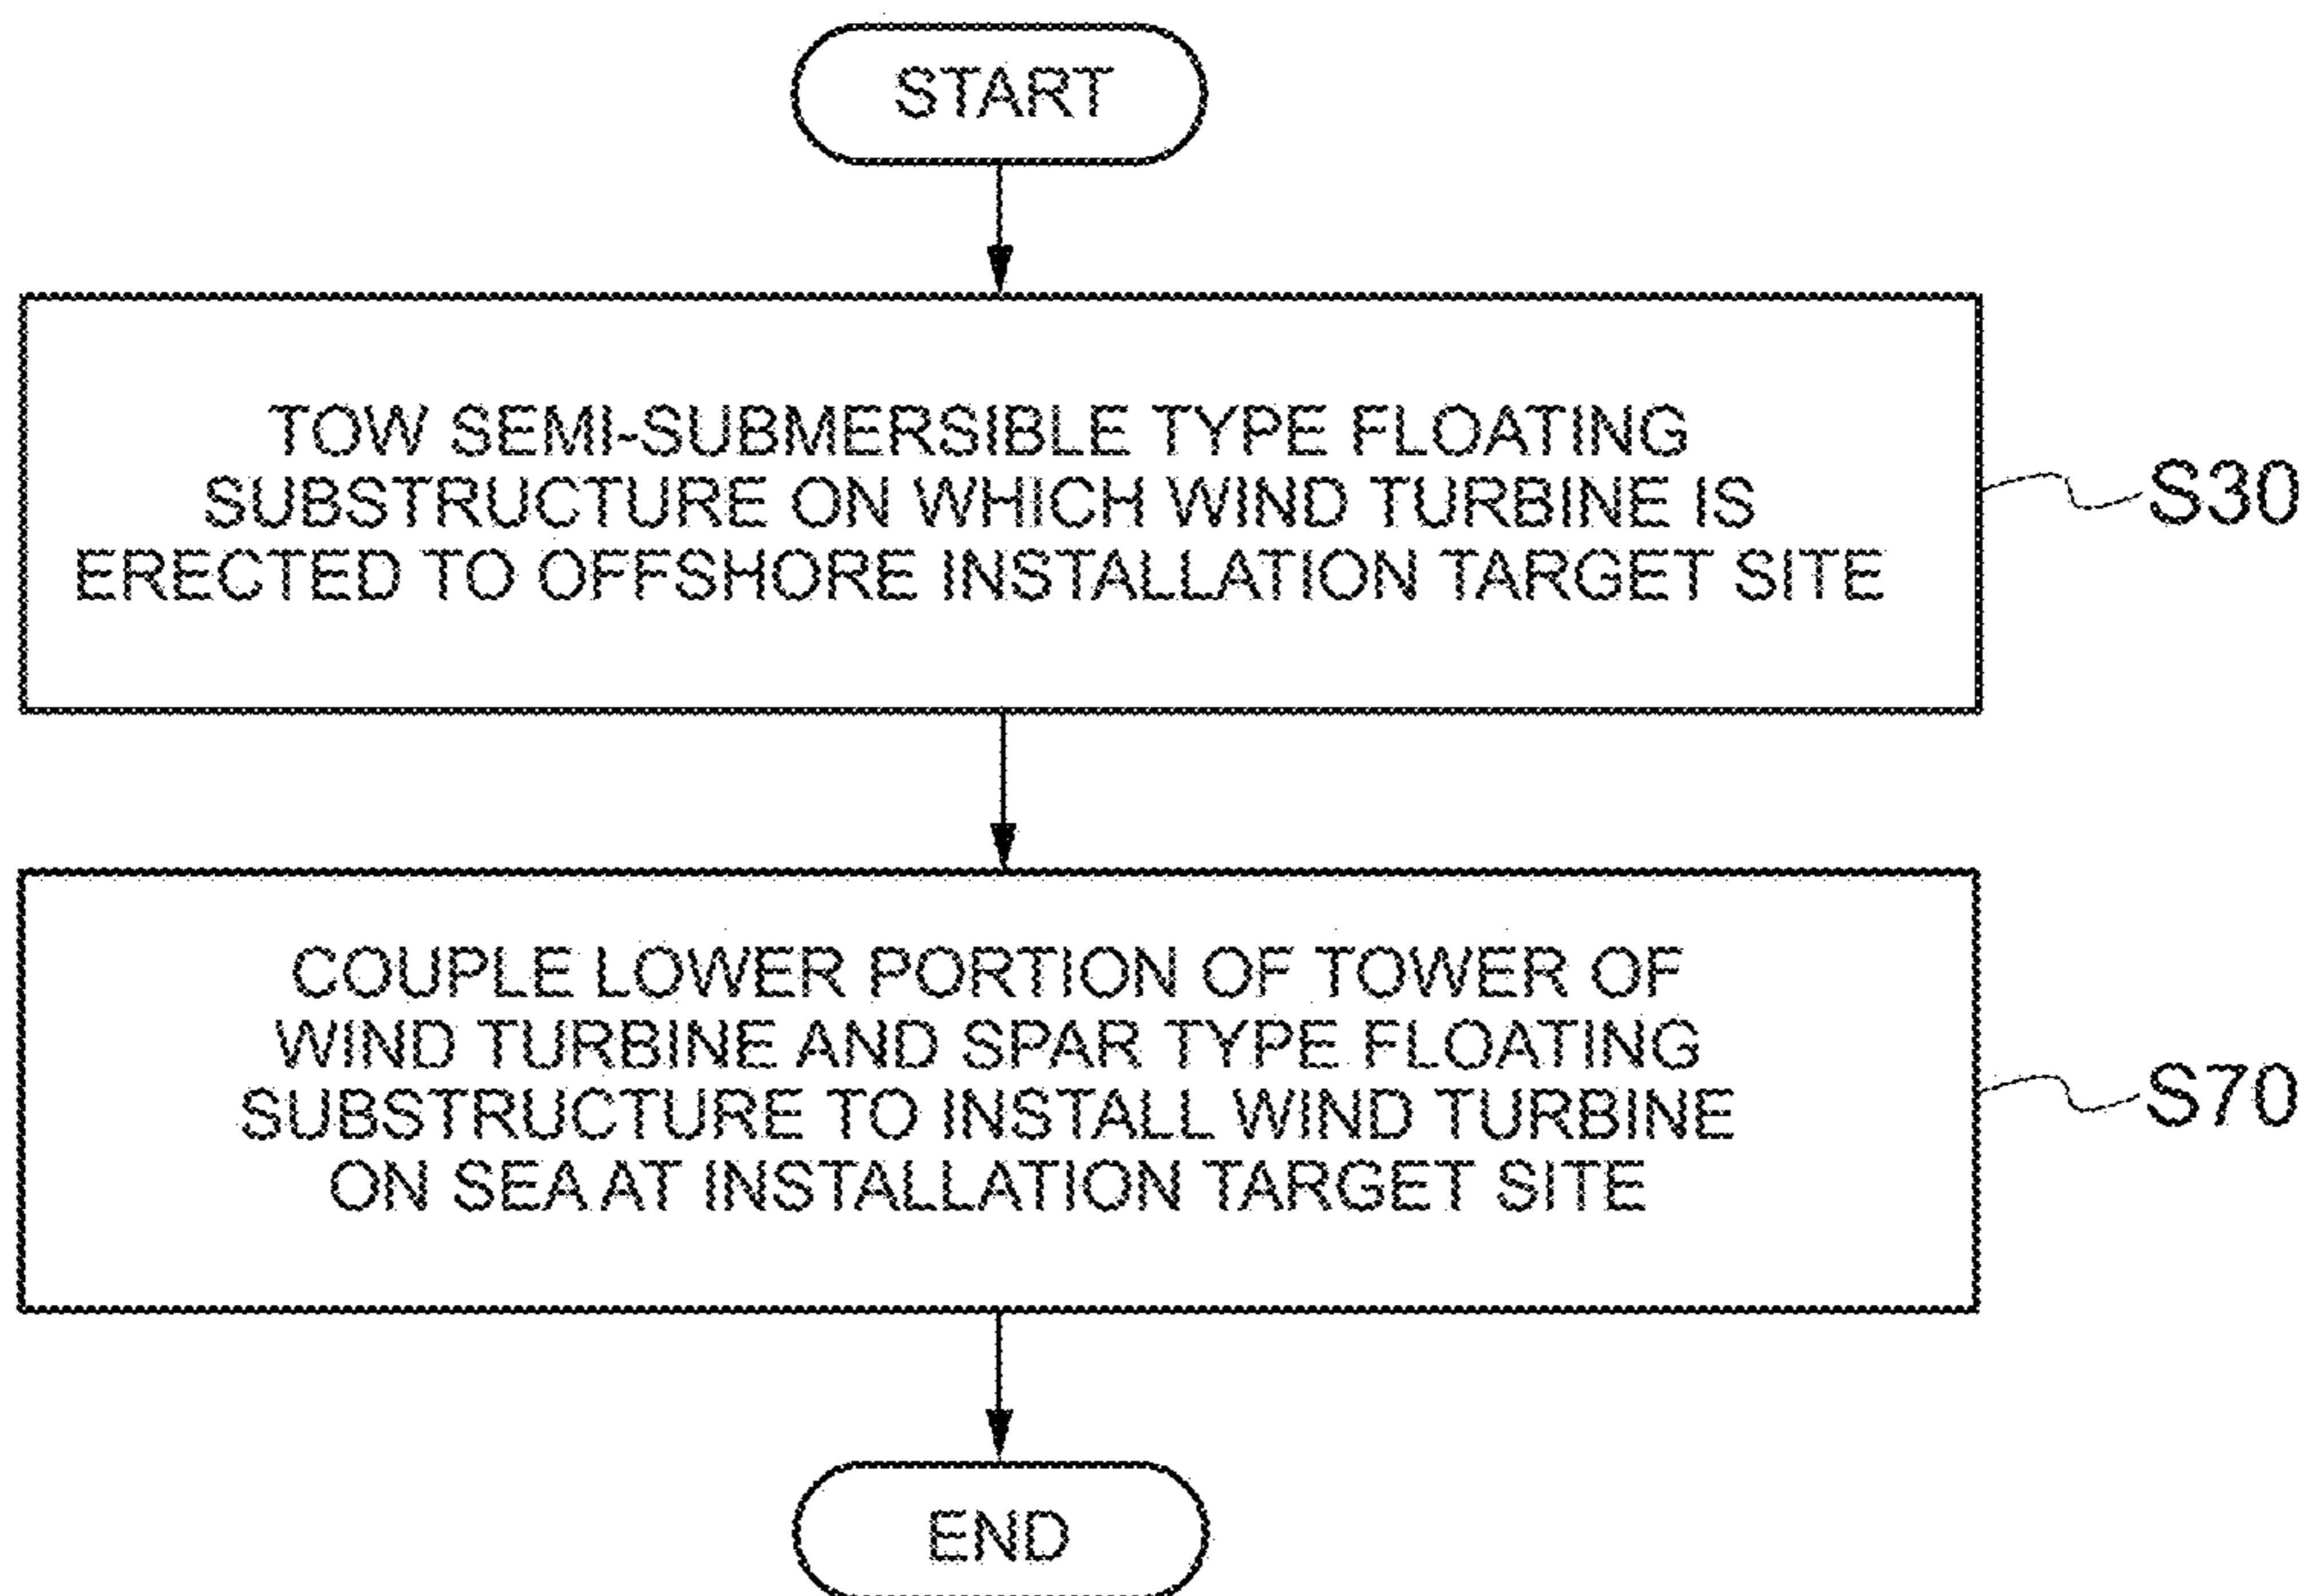 START
TOW SEMI-SUBMERSIBLE TYPE FLOATING
SUBSTRUCTURE ON WHICH WIND TURBINE IS
ERECTED TO OFFSHORE INSTALLATION TARGET SITE
S30
COUPLE LOWER PORTION OF TOWER OF
WIND TURBINE AND SPAR TYPE FLOATING
SUBSTRUCTURE TO INSTALL WIND TURBINE
ON SEA AT INSTALLATION TARGET SITE
S70
END